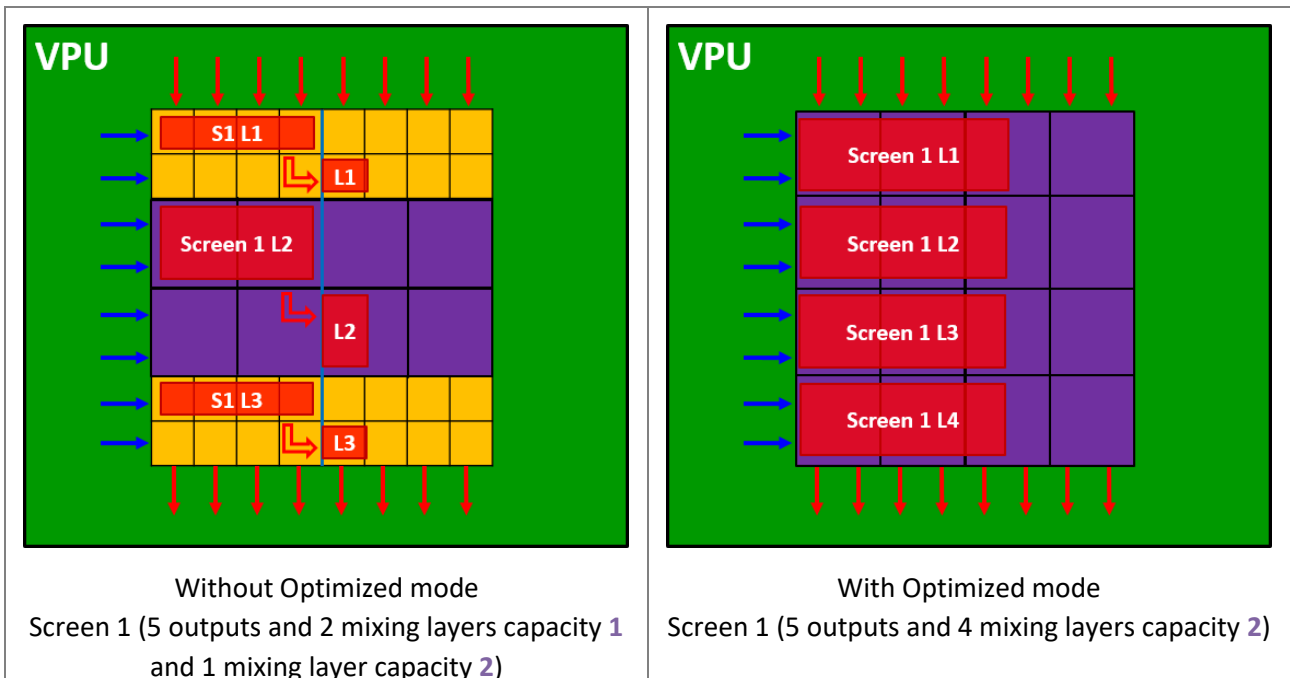 VPU
S1 L1
L1
Screen 1 L2
L2
S1 L3
L3
Without Optimized mode
Screen 1 (5 outputs and 2 mixing layers capacity 1
and 1 mixing layer capacity 2)
VPU
Screen 1 L1
Screen 1 L2
Screen 1 L3
Screen 1 L4
With Optimized mode
Screen 1 (5 outputs and 4 mixing layers capacity 2)